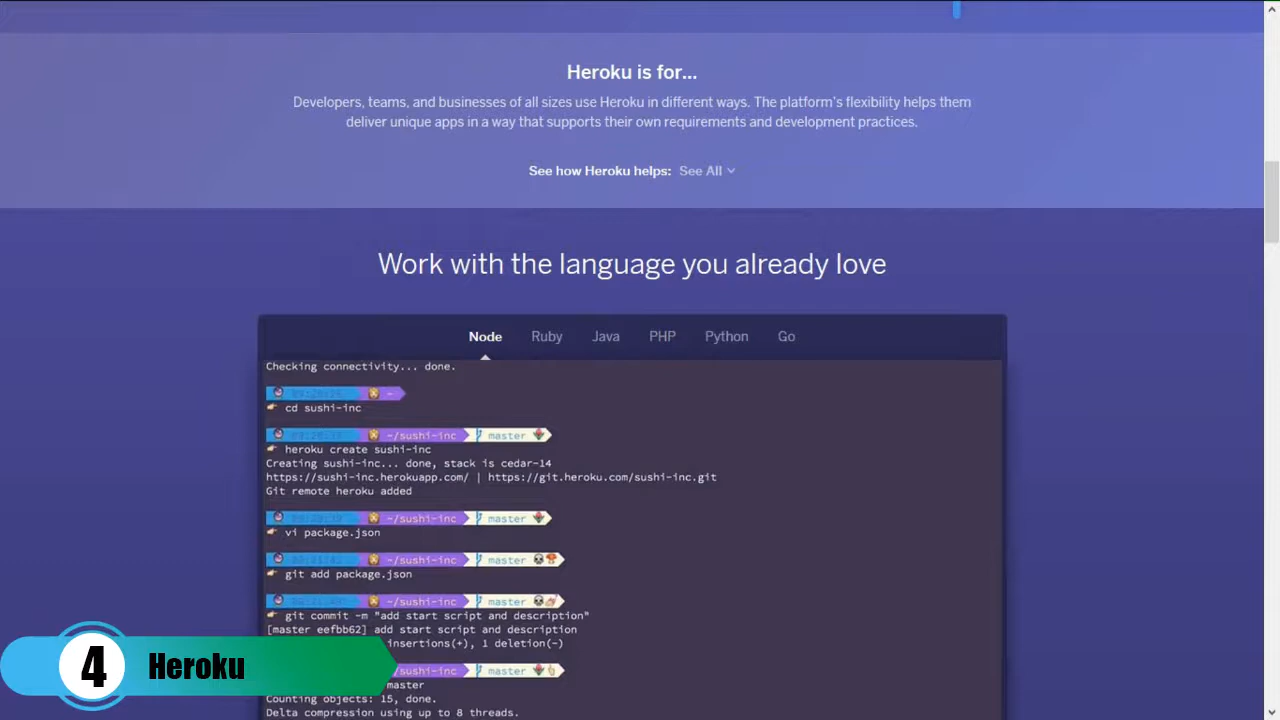 Heroku is for...
Developers, teams, and businesses of all sizes use Heroku in different ways. The platform's flexibility helps them
deliver unique apps in a way that supports their own requirements and development practices.
See how Heroku helps: See All
Work with the language you already love
Node Ruby Java PHP Python Go
Checking connectivity... done.
~
cd sushi-inc
~/sushi-inc master
heroku create sushi-inc
Creating sushi-inc... done, stack is cedar-14
https://sushi-inc.herokuapp.com/ | https://git.heroku.com/sushi-inc.git
Git remote heroku added
~/sushi-inc master
vi package.json
~/sushi-inc master
git add package.json
~/sushi-inc master
git commit -m "add start script and description"
[master eefbb62] add start script and description
insertions(+), 1 deletion(-)
/sushi-inc master
master
Counting objects: 15, done.
Delta compression using up to 8 threads.
4 Heroku